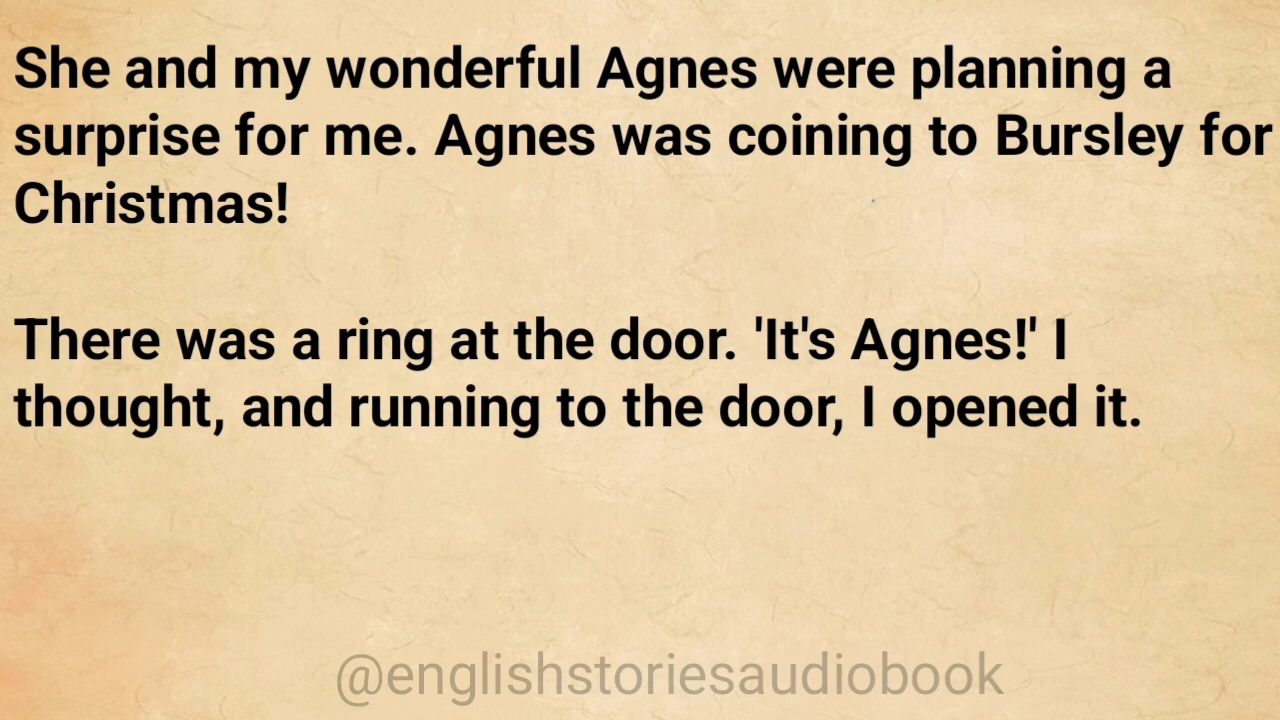 She and my wonderful Agnes were planning a
surprise for me. Agnes was coining to Bursley for
Christmas!
There was a ring at the door. 'It's Agnes!' I
thought, and running to the door, I opened it.
@englishstoriesaudiobook